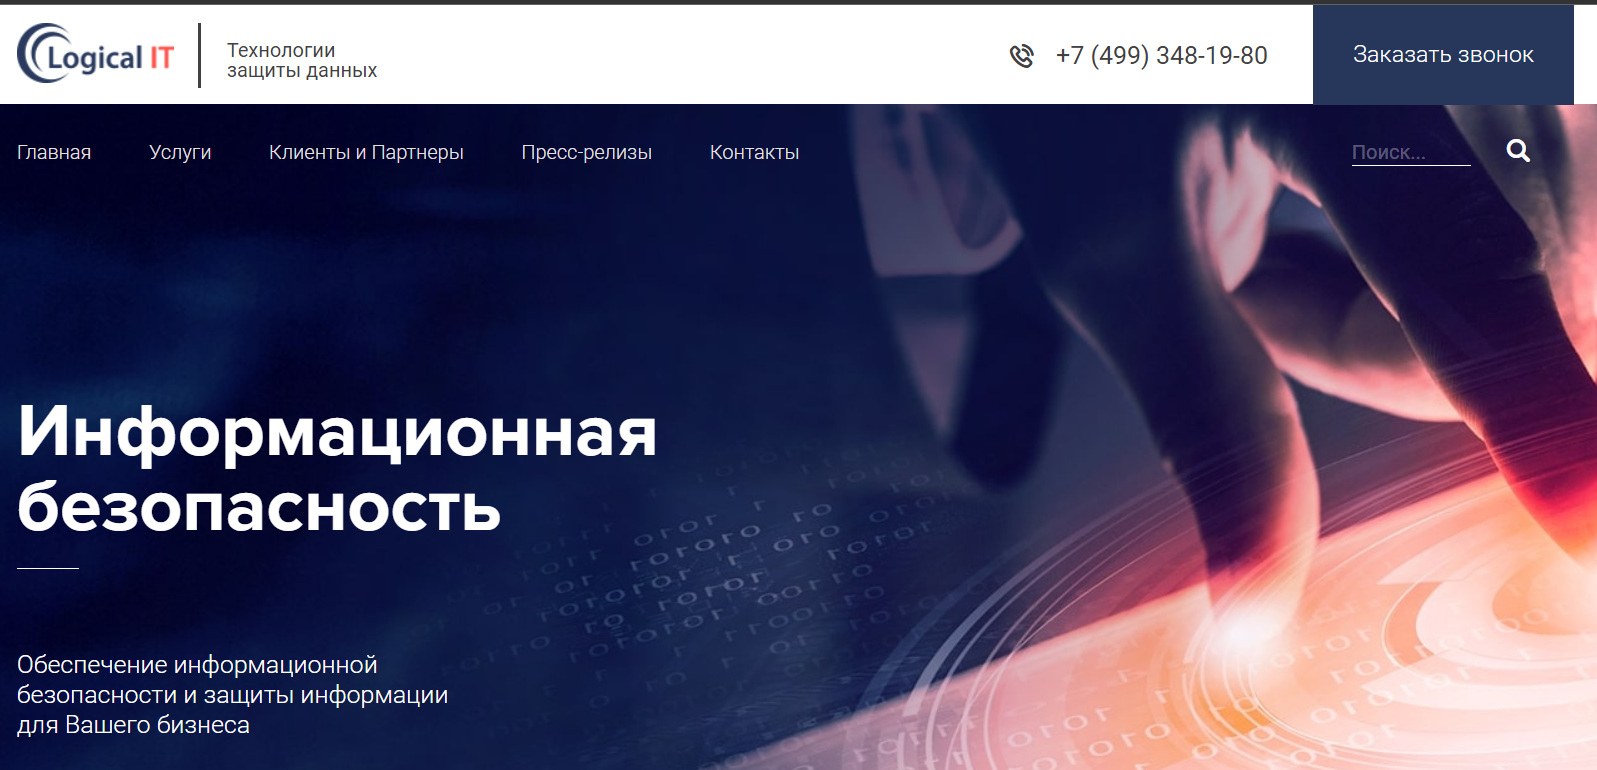 Logical IT
Технологии
защиты данных
+7 (499) 348-19-80
Заказать звонок
Главная
Услуги
Клиенты и Партнеры
Пресс-релизы
Контакты
Поиск...
Информационная
безопасность
Обеспечение информационной
безопасности и защиты информации
для Вашего бизнеса